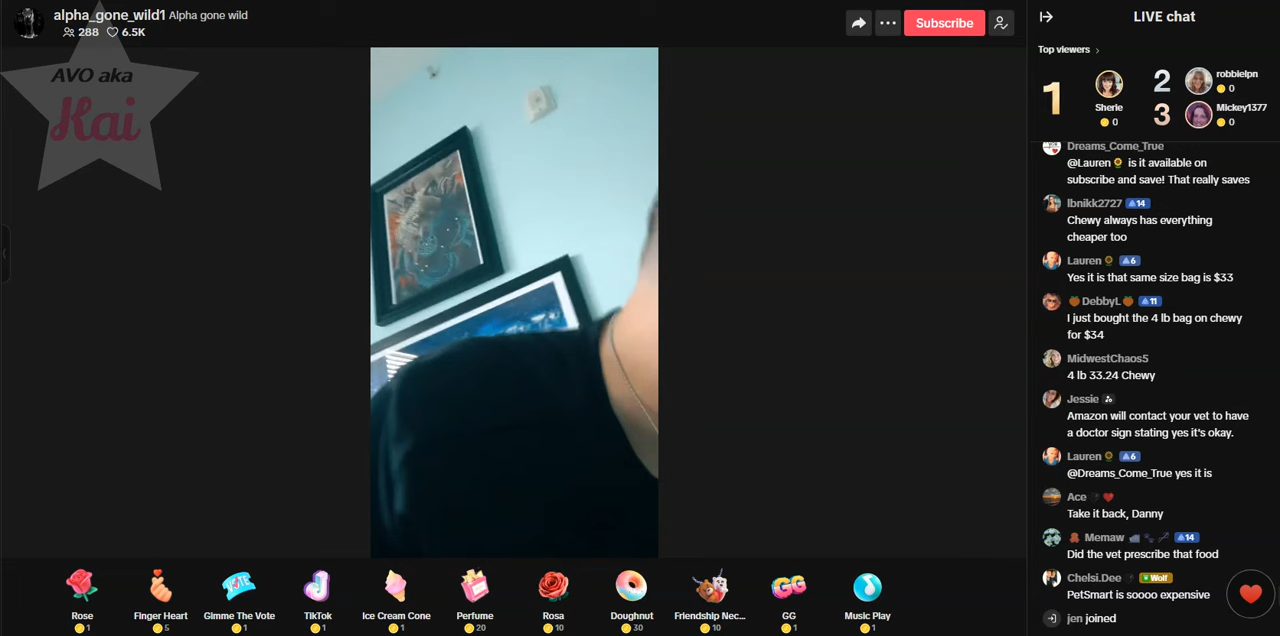 alpha_gone_wild1 Alpha gone wild
288 6.5K
Subscribe
AVO aka
Kai
LIVE chat
Top viewers
1
Sherie
0
2
robbielpn
0
3
Mickey1377
0
Dreams_Come_True
@Lauren is it available on
subscribe and save! That really saves
lbnikk2727 14
Chewy always has everything
cheaper too
Lauren 6
Yes it is that same size bag is $33
DebbyL 11
I just bought the 4 lb bag on chewy
for $34
MidwestChaos5
4 lb 33.24 Chewy
Jessie
Amazon will contact your vet to have
a doctor sign stating yes it's okay.
Lauren 6
@Dreams_Come_True yes it is
Ace
Take it back, Danny
Memaw 14
Did the vet prescribe that food
Chelsi.Dee Wolf
PetSmart is soooo expensive
jen joined
VOTE
GG
Rose
1
Finger Heart
5
Gimme The Vote
1
TikTok
1
Ice Cream Cone
1
Perfume
20
Rosa
10
Doughnut
30
Friendship Nec...
10
GG
1
Music Play
1